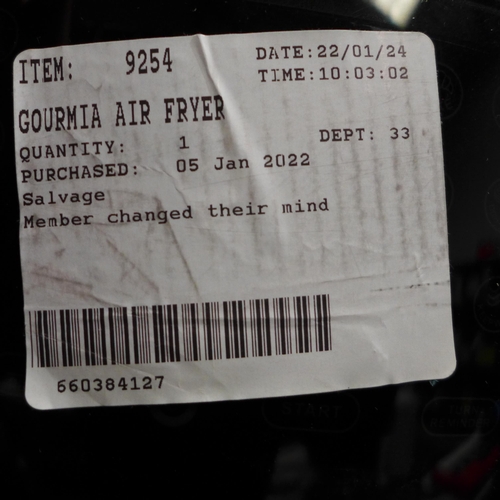 ITEM: 9254 DATE:22/01/24
TIME:10:03:02
GOURMIA AIR FRYER
QUANTITY: 1 DEPT: 33
PURCHASED: 05 Jan 2022
Salvage
Member changed their mind
660384127
START